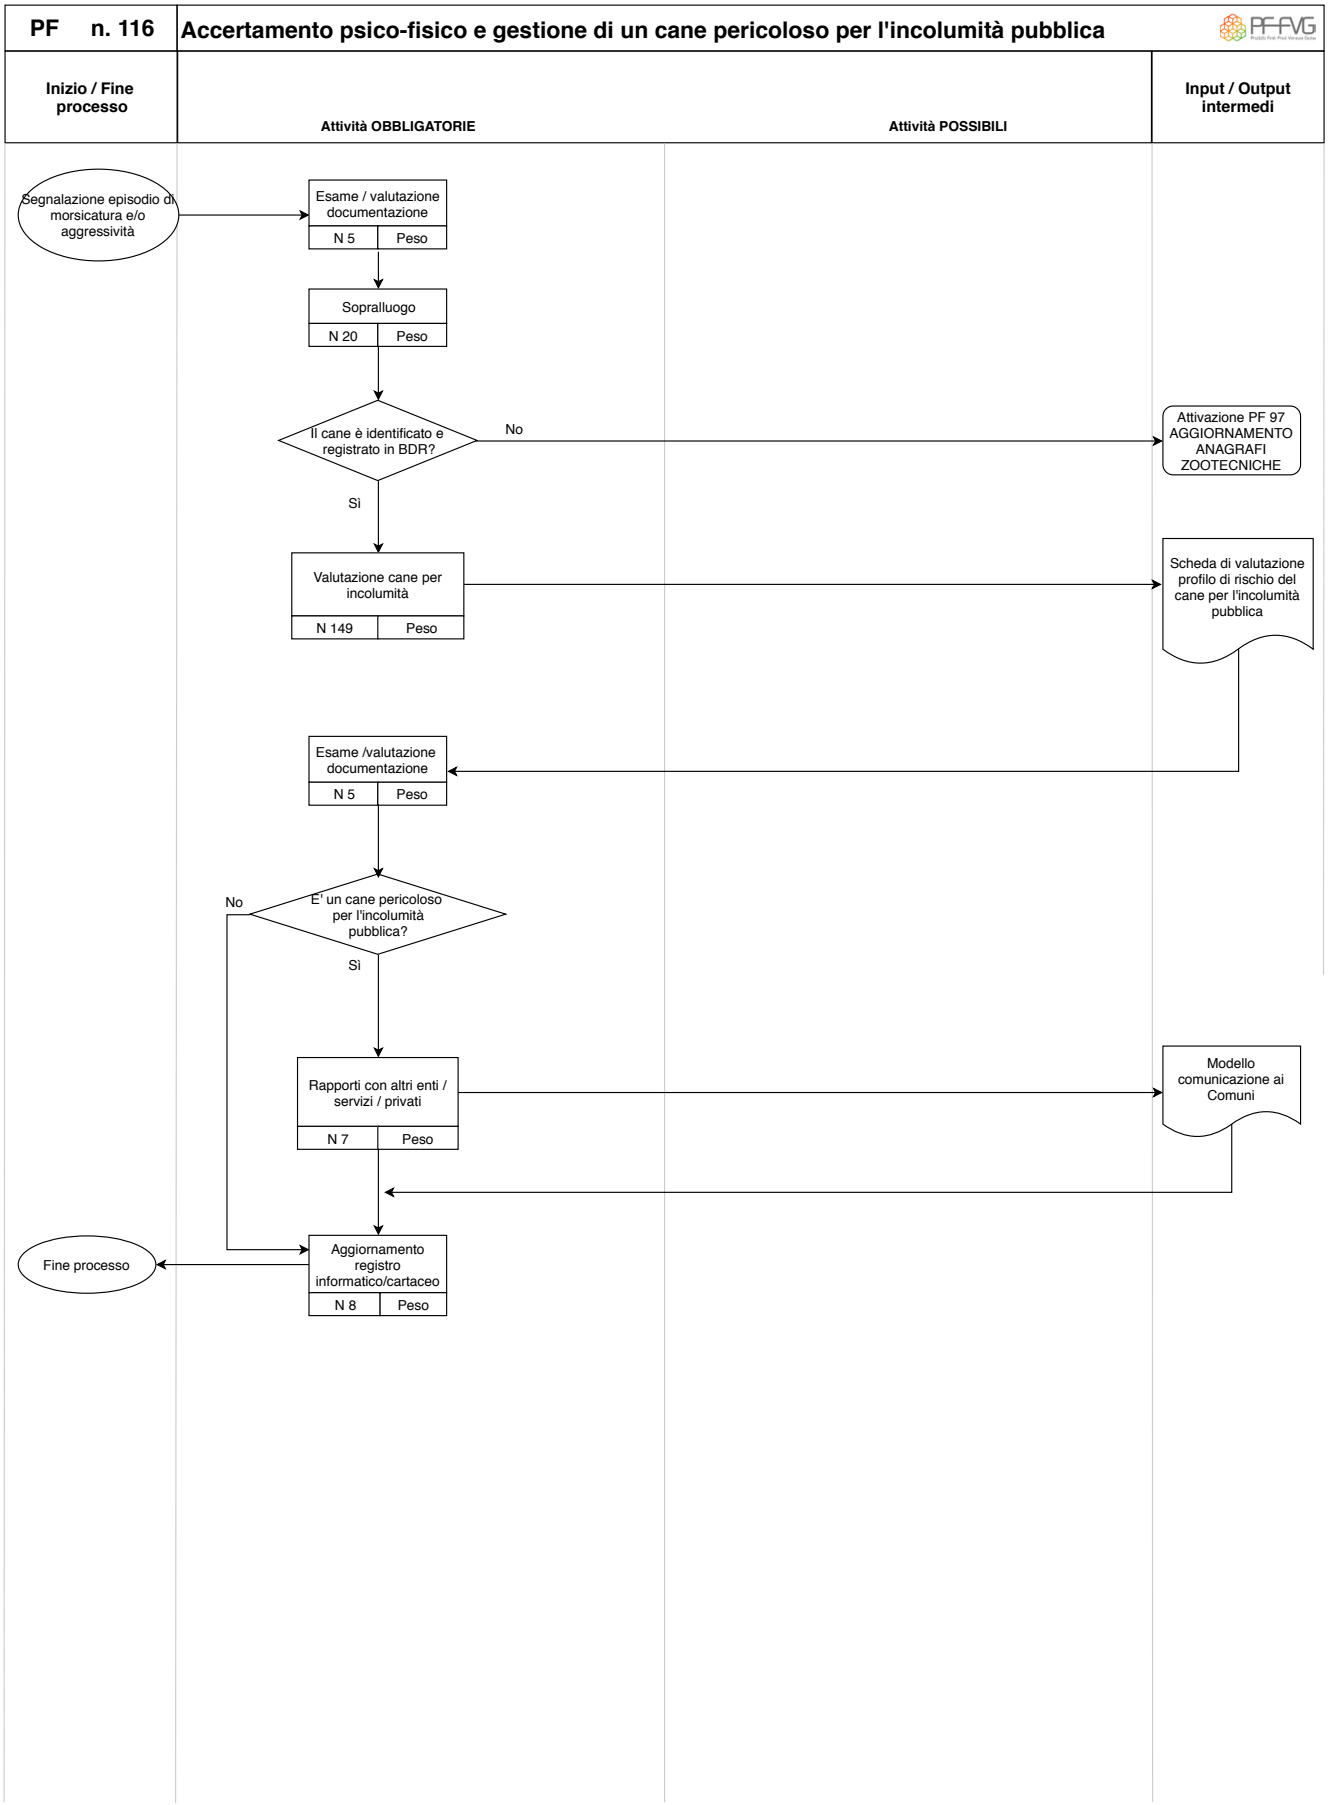 PF n. 116
Accertamento psico-fisico e gestione di un cane pericoloso per l'incolumità pubblica
PF-FVG
Inizio / Fine
processo
Attività OBBLIGATORIE
Attività POSSIBILI
Input / Output
intermedi
Segnalazione episodio di
morsicatura e/o
aggressività
Esame / valutazione
documentazione
N 5 Peso
Sopralluogo
N 20 Peso
Il cane è identificato e
registrato in BDR?
No
Attivazione PF 97
AGGIORNAMENTO
ANAGRAFI
ZOOTECNICHE
Sì
Valutazione cane per
incolumità
N 149 Peso
Scheda di valutazione
profilo di rischio del
cane per l'incolumità
pubblica
Esame /valutazione
documentazione
N 5 Peso
E' un cane pericoloso
per l'incolumità
pubblica?
No
Sì
Rapporti con altri enti /
servizi / privati
N 7 Peso
Modello
comunicazione ai
Comuni
Aggiornamento
registro
informatico/cartaceo
N 8 Peso
Fine processo